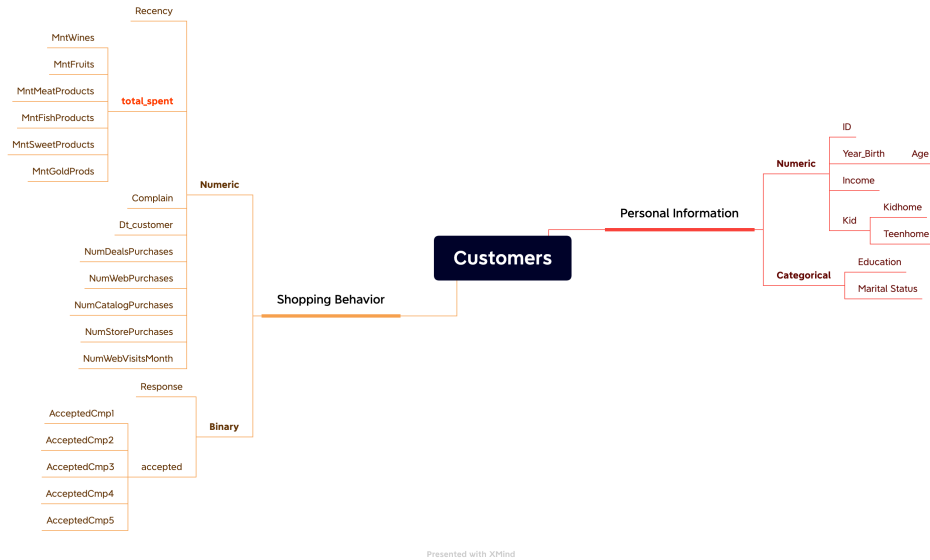 Customers
Personal Information
Numeric
ID
Year_Birth
Age
Income
Kid
Kidhome
Teenhome
Categorical
Education
Marital Status
Shopping Behavior
Numeric
Recency
total_spent
MntWines
MntFruits
MntMeatProducts
MntFishProducts
MntSweetProducts
MntGoldProds
Complain
Dt_customer
NumDealsPurchases
NumWebPurchases
NumCatalogPurchases
NumStorePurchases
NumWebVisitsMonth
Binary
Response
accepted
AcceptedCmp1
AcceptedCmp2
AcceptedCmp3
AcceptedCmp4
AcceptedCmp5
Presented with XMind